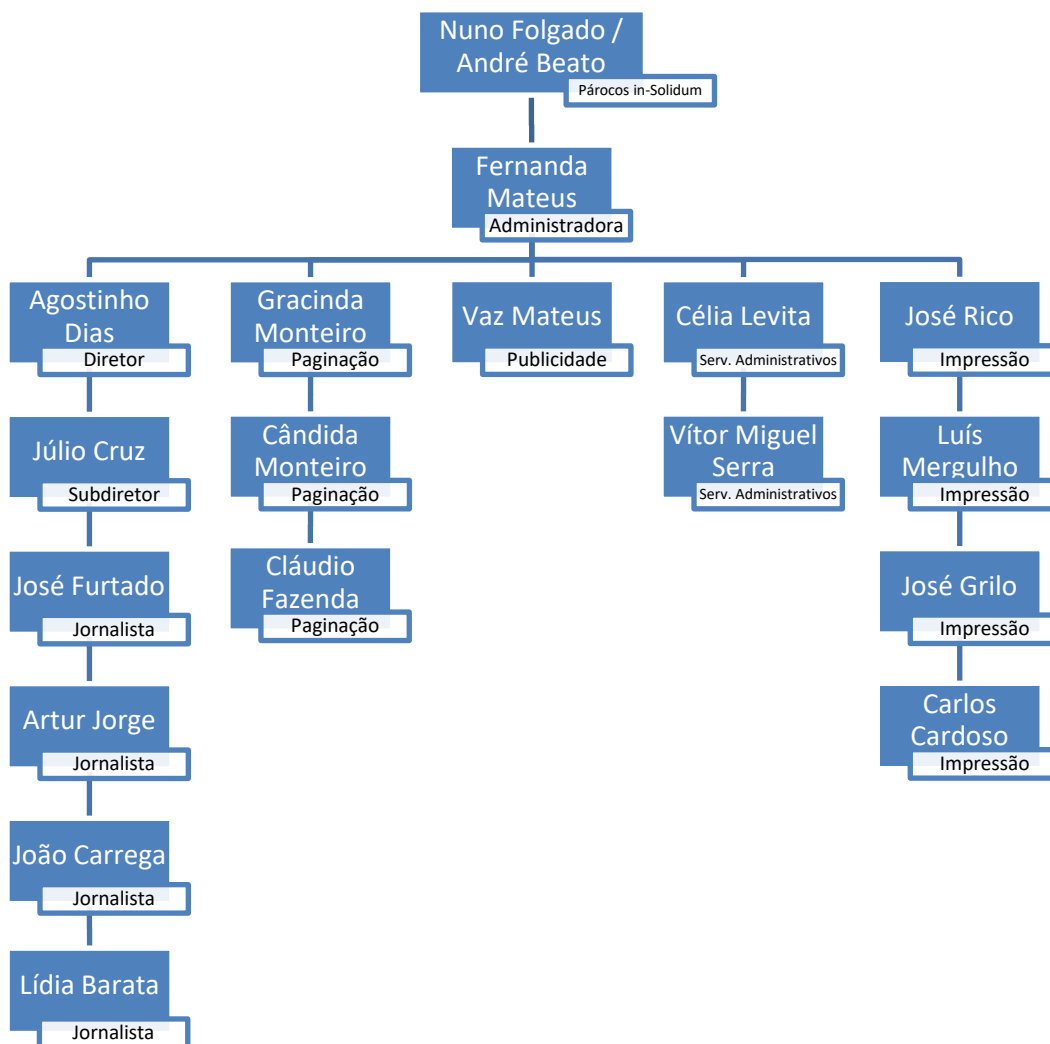 Nuno Folgado /
André Beato
Párocos in-Solidum
Fernanda
Mateus
Administradora
Agostinho
Dias
Diretor
Gracinda
Monteiro
Paginação
Vaz Mateus
Publicidade
Célia Levita
Serv. Administrativos
José Rico
Impressão
Júlio Cruz
Subdiretor
Cândida
Monteiro
Paginação
Vítor Miguel
Serra
Serv. Administrativos
Luís
Mergulho
Impressão
José Furtado
Jornalista
Cláudio
Fazenda
Paginação
José Grilo
Impressão
Artur Jorge
Jornalista
Carlos
Cardoso
Impressão
João Carrega
Jornalista
Lídia Barata
Jornalista